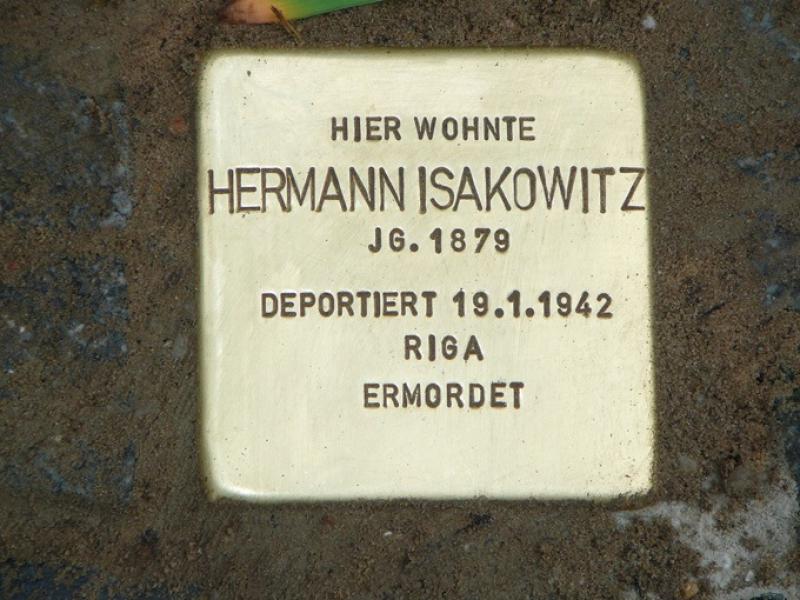 HIER WOHNTE
HERMANN ISAKOWITZ
JG. 1879
DEPORTIERT 19.1.1942
RIGA
ERMORDET